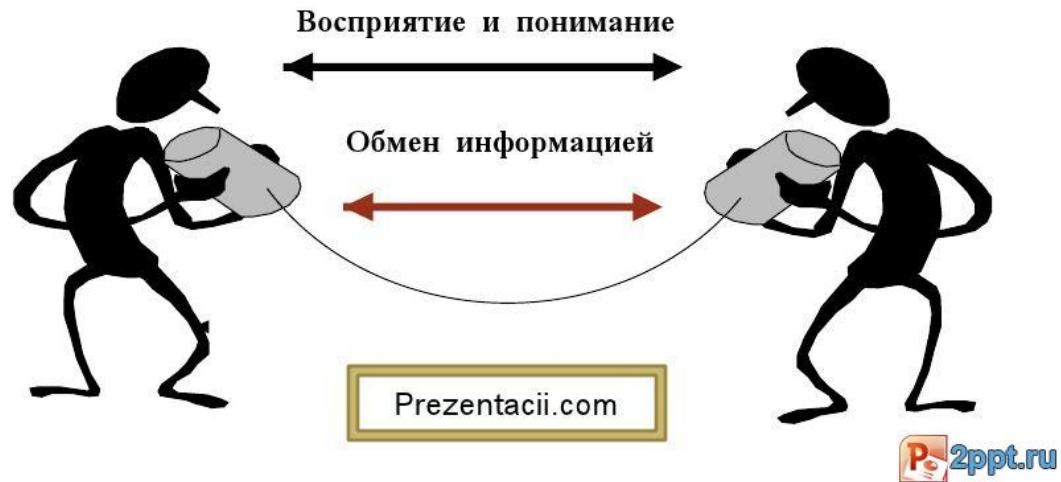 Восприятие и понимание
Обмен информацией
Prezentacii.com
2ppt.ru